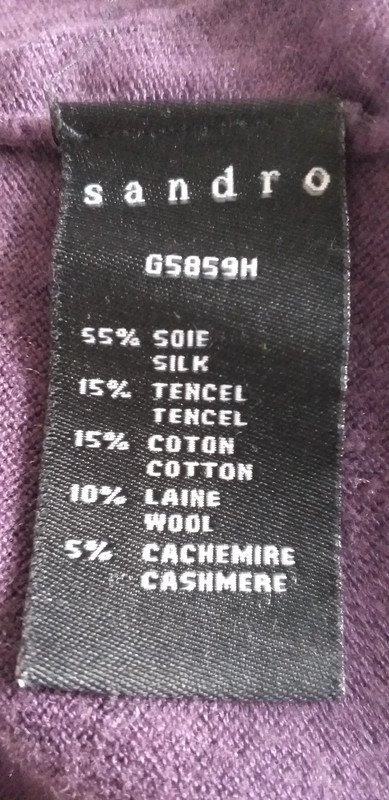 sandro
G5859H
55% SOIE
SILK
15% TENCEL
TENCEL
15% COTON
COTTON
10% LAINE
WOOL
5% CACHEMIRE
CASHMERE